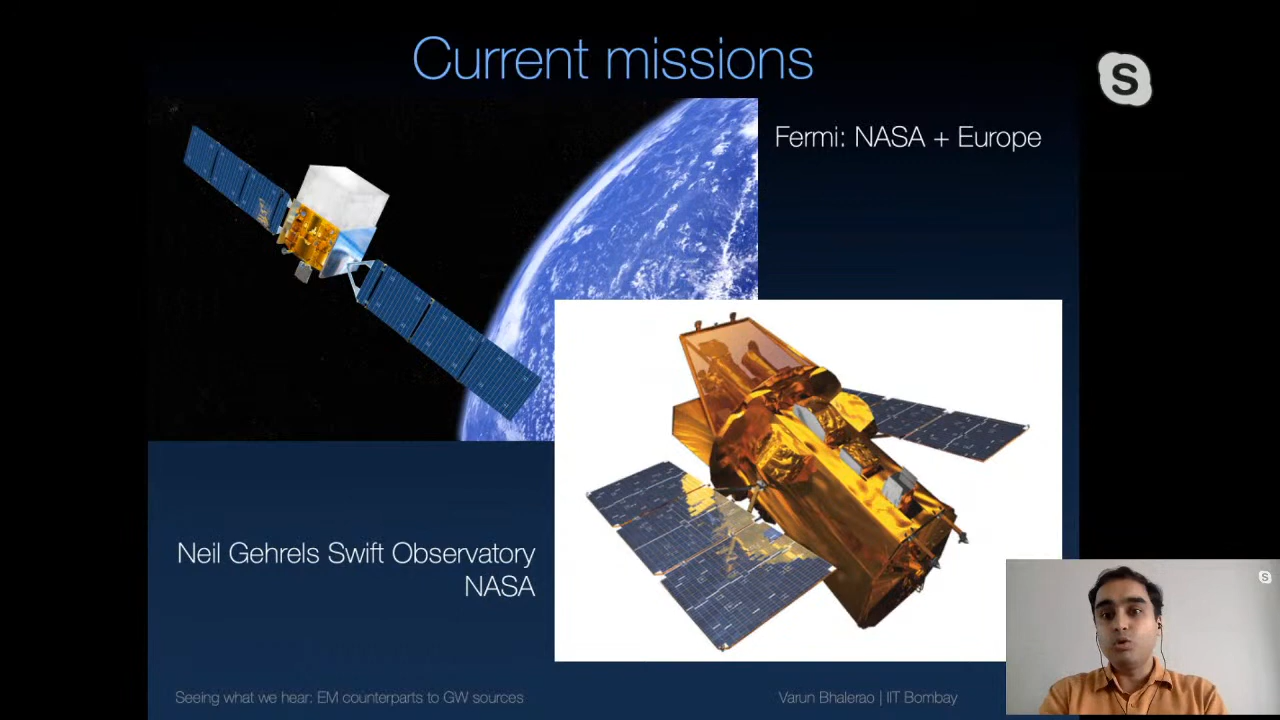 Current missions
Fermi: NASA + Europe
Neil Gehrels Swift Observatory
NASA
Seeing what we hear: EM counterparts to GW sources
Varun Bhalerao | IIT Bombay